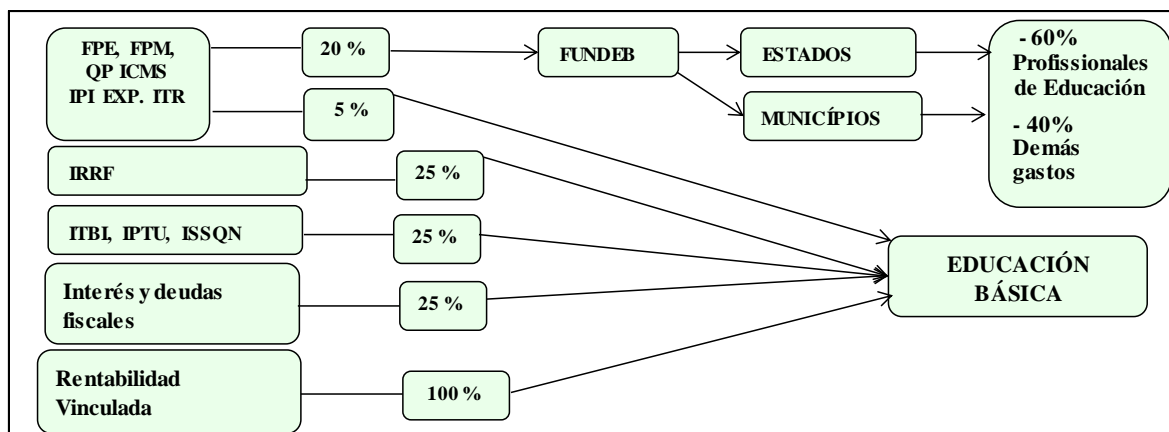 FPE, FPM,
QP ICMS
IPI EXP. ITR
20 %
FUNDEB
ESTADOS
- 60%
Profissionales
de Educación
- 40%
Demás
gastos
5 %
MUNICÍPIOS
IRRF
25 %
ITBI, IPTU, ISSQN
25 %
EDUCACIÓN
BÁSICA
Interés y deudas
fiscales
25 %
Rentabilidad
Vinculada
100 %